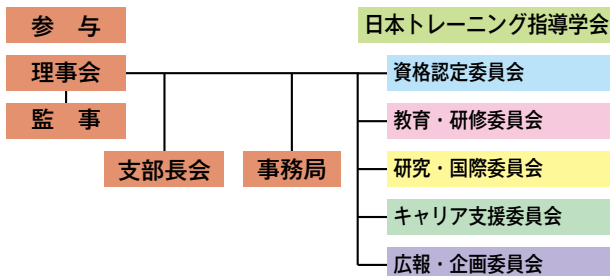 参　与
日本トレーニング指導学会
理事会
資格認定委員会
監　事
教育・研修委員会
支部長会
事務局
研究・国際委員会
キャリア支援委員会
広報・企画委員会